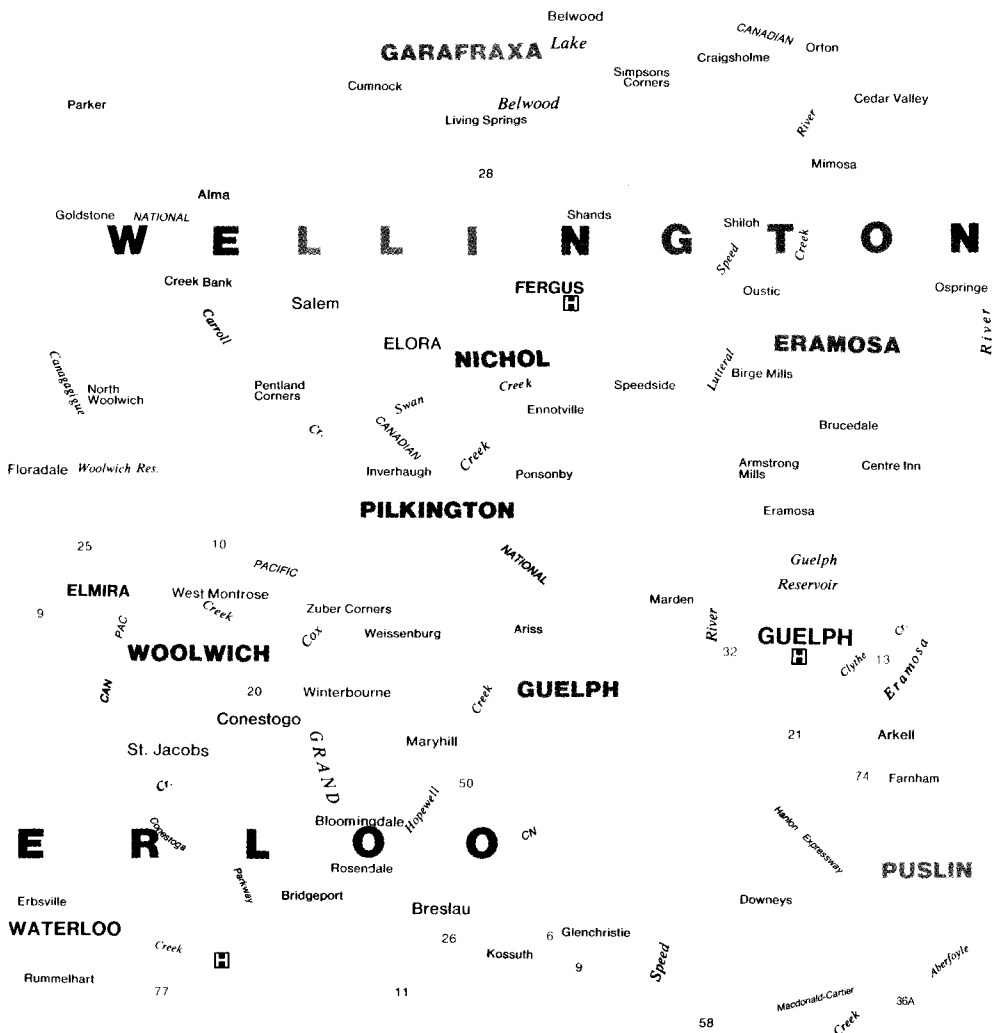 Belwood
CANADIAN
Orton
GARAFRAXA
Lake
Craigsholme
Simpsons
Corners
Cumnock
Cedar Valley
Parker
Belwood
Living Springs
River
Mimosa
28
Alma
Goldstone
NATIONAL
Shands
Shiloh
WELLINGTON
Speed
Creek
Creek Bank
FERGUS
H
Oustic
Ospringe
Salem
Carroll
River
ELORA
NICHOL
ERAMOSA
Canagagigue
Lutteral
Birge Mills
North
Woolwich
Pentland
Corners
Creek
Speedside
Swan
Ennotville
Cr.
CANADIAN
Brucedale
Creek
Floradale
Woolwich Res.
Inverhaugh
Ponsonby
Armstrong
Mills
Centre Inn
PILKINGTON
Eramosa
25
10
PACIFIC
NATIONAL
Guelph
Reservoir
ELMIRA
West Montrose
Creek
9
PAC
Zuber Corners
Marden
River
Cox
Weissenburg
Ariss
GUELPH
H
Cr.
WOOLWICH
32
Clythe
13
Eramosa
CAN
20
Winterbourne
Creek
GUELPH
Conestogo
GRAND
St. Jacobs
Maryhill
21
Arkell
Cr.
50
74
Farnham
Hopewell
Bloomingdale
Conestoga
CN
Hanlon Expressway
ERLOO
Rosendale
PUSLIN
Parkway
Bridgeport
Erbsville
Breslau
Downeys
WATERLOO
Creek
H
26
6
Glenchristie
Kossuth
9
Speed
Aberfoyle
Rummelhart
77
11
Macdonald-Cartier
36A
58
Creek